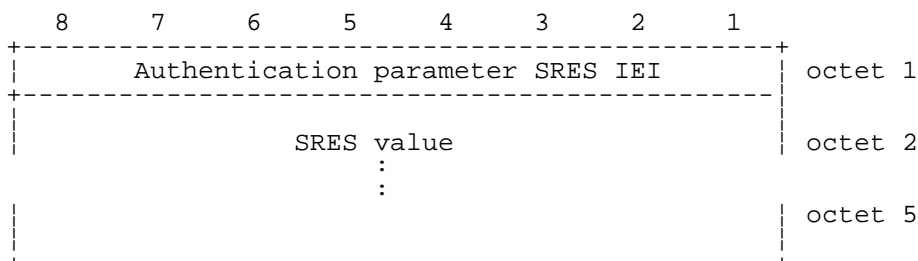 8 7 6 5 4 3 2 1
Authentication parameter SRES IEI octet 1
SRES value octet 2
:
:
octet 5